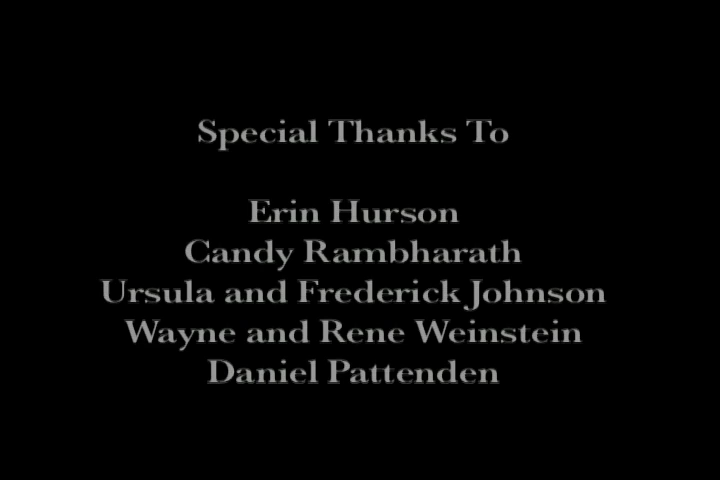 Special Thanks To
Erin Hurson
Candy Rambharath
Ursula and Frederick Johnson
Wayne and Rene Weinstein
Daniel Pattenden